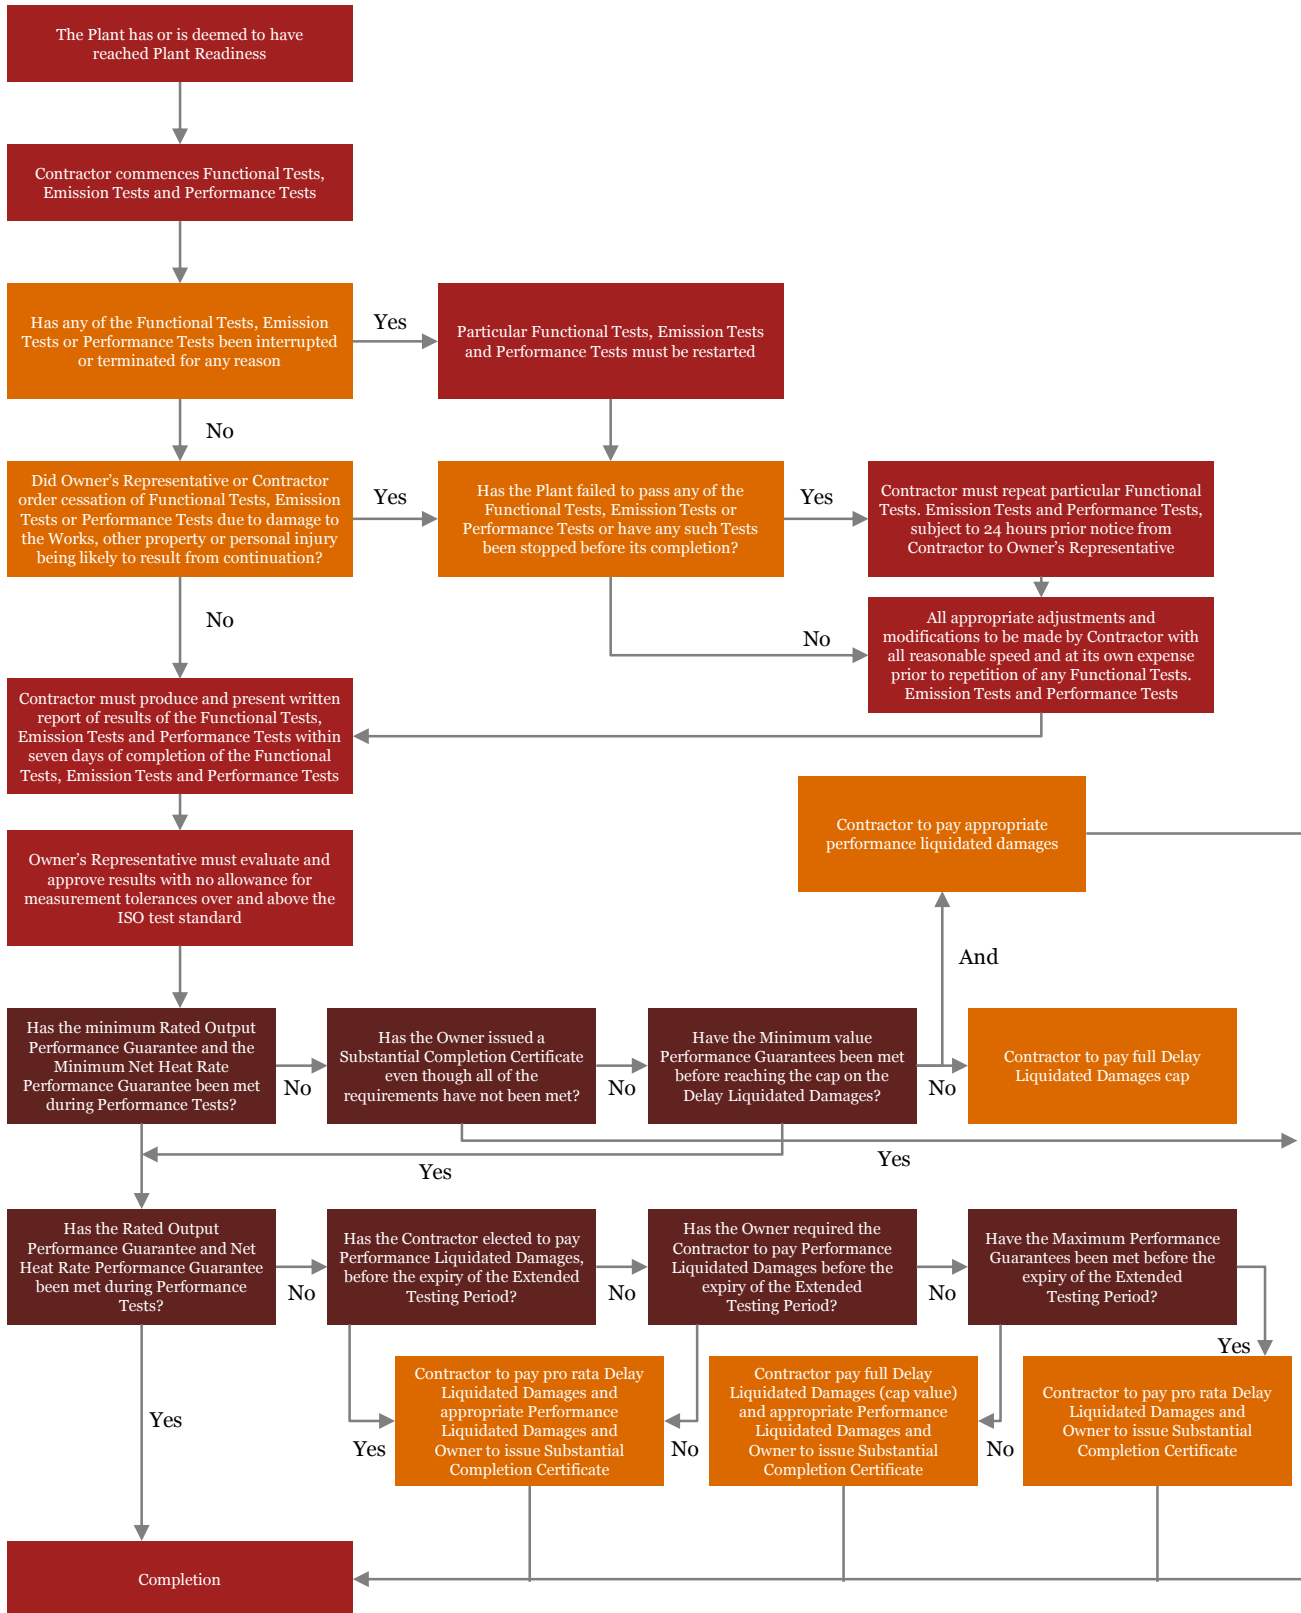 The Plant has or is deemed to have
reached Plant Readiness
Contractor commences Functional Tests,
Emission Tests and Performance Tests
Has any of the Functional Tests, Emission
Tests or Performance Tests been interrupted
or terminated for any reason
Yes
Particular Functional Tests, Emission Tests
and Performance Tests must be restarted
No
Did Owner's Representative or Contractor
order cessation of Functional Tests, Emission
Tests or Performance Tests due to damage to
the Works, other property or personal injury
being likely to result from continuation?
Yes
Has the Plant failed to pass any of the
Functional Tests, Emission Tests or
Performance Tests or have any such Tests
been stopped before its completion?
Yes
Contractor must repeat particular Functional
Tests. Emission Tests and Performance Tests,
subject to 24 hours prior notice from
Contractor to Owner's Representative
No
No
All appropriate adjustments and
modifications to be made by Contractor with
all reasonable speed and at its own expense
prior to repetition of any Functional Tests.
Emission Tests and Performance Tests
Contractor must produce and present written
report of results of the Functional Tests,
Emission Tests and Performance Tests within
seven days of completion of the Functional
Tests, Emission Tests and Performance Tests
Contractor to pay appropriate
performance liquidated damages
Owner's Representative must evaluate and
approve results with no allowance for
measurement tolerances over and above the
ISO test standard
And
Has the minimum Rated Output
Performance Guarantee and the
Minimum Net Heat Rate
Performance Guarantee been met
during Performance Tests?
No
Has the Owner issued a
Substantial Completion Certificate
even though all of the
requirements have not been met?
No
Have the Minimum value
Performance Guarantees been met
before reaching the cap on the
Delay Liquidated Damages?
No
Contractor to pay full Delay
Liquidated Damages cap
Yes
Yes
Has the Rated Output
Performance Guarantee and Net
Heat Rate Performance Guarantee
been met during Performance
Tests?
No
Has the Contractor elected to pay
Performance Liquidated Damages,
before the expiry of the Extended
Testing Period?
No
Has the Owner required the
Contractor to pay Performance
Liquidated Damages before the
expiry of the Extended
Testing Period?
No
Have the Maximum Performance
Guarantees been met before the
expiry of the Extended
Testing Period?
Yes
Yes
Yes
Contractor to pay pro rata Delay
Liquidated Damages and
appropriate Performance
Liquidated Damages and
Owner to issue Substantial
Completion Certificate
No
Contractor pay full Delay
Liquidated Damages (cap value)
and appropriate Performance
Liquidated Damages and
Owner to issue Substantial
Completion Certificate
No
Contractor to pay pro rata Delay
Liquidated Damages and
Owner to issue Substantial
Completion Certificate
Completion